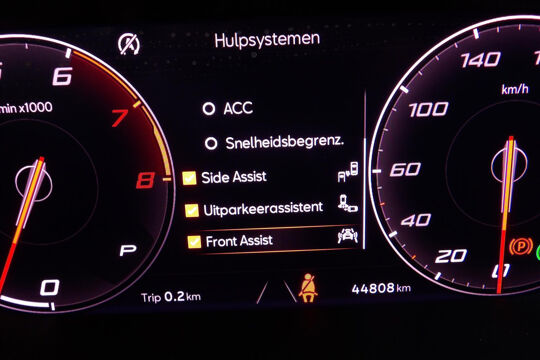 Hulpsystemen
ACC
Snelheidsbegrenz.
Side Assist
Uitparkeerassistent
Front Assist
min x1000
6
7
8
P
0
140
km/h
100
60
40
20
0
(P)
Trip 0.2 km
44808 km